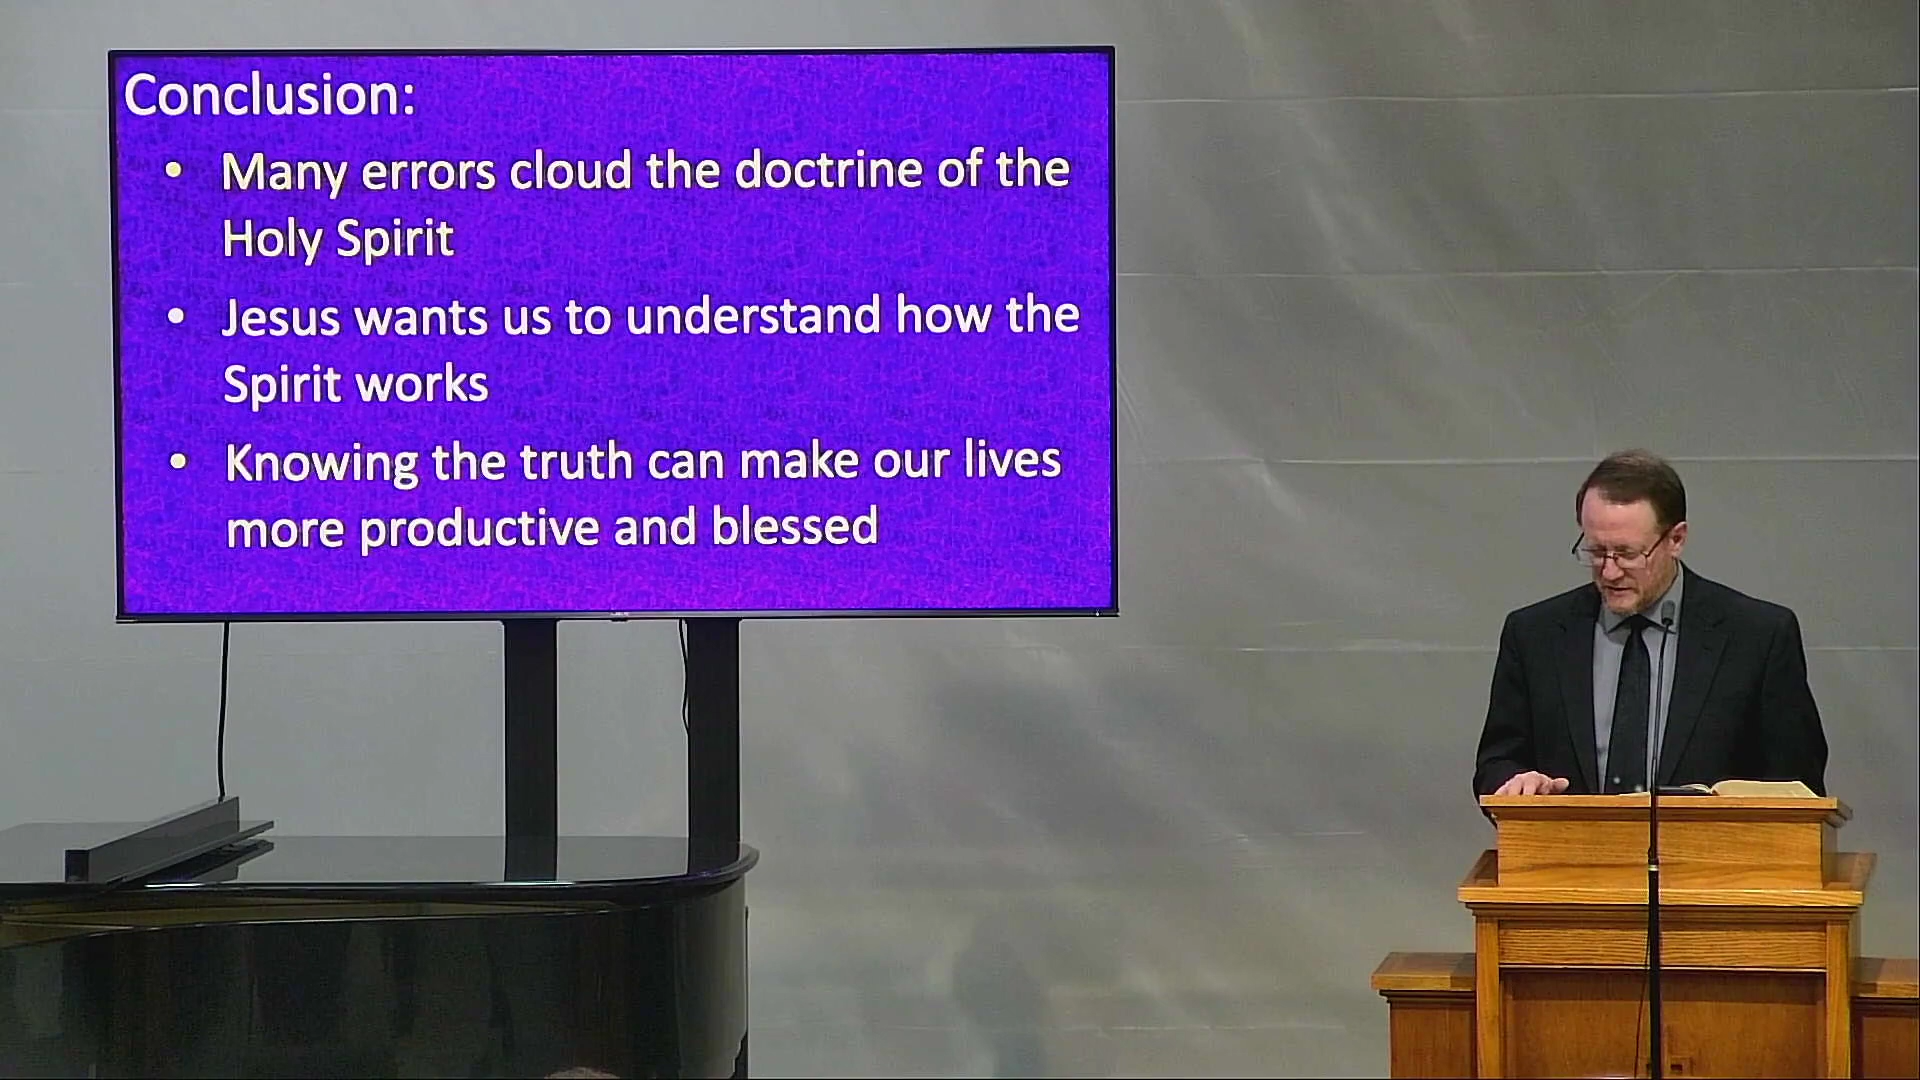 Conclusion:
• Many errors cloud the doctrine of the
Holy Spirit
• Jesus wants us to understand how the
Spirit works
• Knowing the truth can make our lives
more productive and blessed